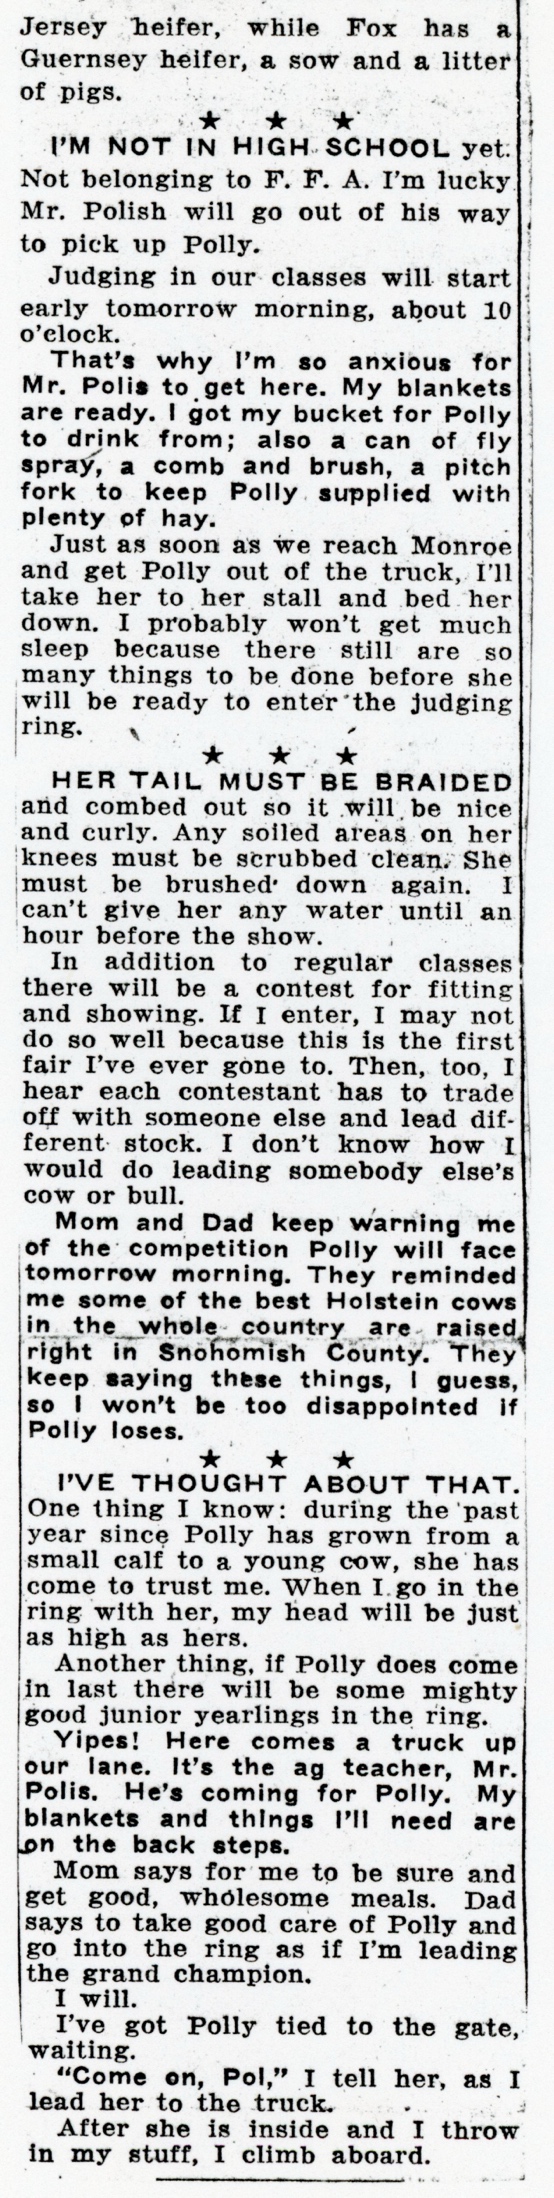 Jersey heifer, while Fox has a
Guernsey heifer, a sow and a litter
of pigs.
★ ★ ★
I'M NOT IN HIGH SCHOOL yet.
Not belonging to F. F. A. I'm lucky
Mr. Polish will go out of his way
to pick up Polly.
Judging in our classes will start
early tomorrow morning, about 10
o'clock.
That's why I'm so anxious for
Mr. Polis to get here. My blankets
are ready. I got my bucket for Polly
to drink from; also a can of fly
spray, a comb and brush, a pitch
fork to keep Polly supplied with
plenty of hay.
Just as soon as we reach Monroe
and get Polly out of the truck, I'll
take her to her stall and bed her
down. I probably won't get much
sleep because there still are so
many things to be done before she
will be ready to enter the judging
ring.
★ ★ ★
HER TAIL MUST BE BRAIDED
and combed out so it will be nice
and curly. Any soiled areas on her
knees must be scrubbed clean. She
must be brushed down again. I
can't give her any water until an
hour before the show.
In addition to regular classes
there will be a contest for fitting
and showing. If I enter, I may not
do so well because this is the first
fair I've ever gone to. Then, too, I
hear each contestant has to trade
off with someone else and lead dif-
ferent stock. I don't know how I
would do leading somebody else's
cow or bull.
Mom and Dad keep warning me
of the competition Polly will face
tomorrow morning. They reminded
me some of the best Holstein cows
in the whole country are raised
right in Snohomish County. They
keep saying these things, I guess,
so I won't be too disappointed if
Polly loses.
★ ★ ★
I'VE THOUGHT ABOUT THAT.
One thing I know: during the past
year since Polly has grown from a
small calf to a young cow, she has
come to trust me. When I go in the
ring with her, my head will be just
as high as hers.
Another thing, if Polly does come
in last there will be some mighty
good junior yearlings in the ring.
Yipes! Here comes a truck up
our lane. It's the ag teacher, Mr.
Polis. He's coming for Polly. My
blankets and things I'll need are
on the back steps.
Mom says for me to be sure and
get good, wholesome meals. Dad
says to take good care of Polly and
go into the ring as if I'm leading
the grand champion.
I will.
I've got Polly tied to the gate,
waiting.
"Come on, Pol," I tell her, as I
lead her to the truck.
After she is inside and I throw
in my stuff, I climb aboard.